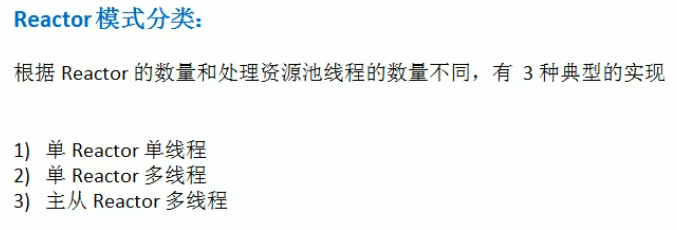 Reactor 模式分类：
根据 Reactor 的数量和处理资源池线程的数量不同，有 3 种典型的实现
1) 单 Reactor 单线程
2) 单 Reactor 多线程
3) 主从 Reactor 多线程